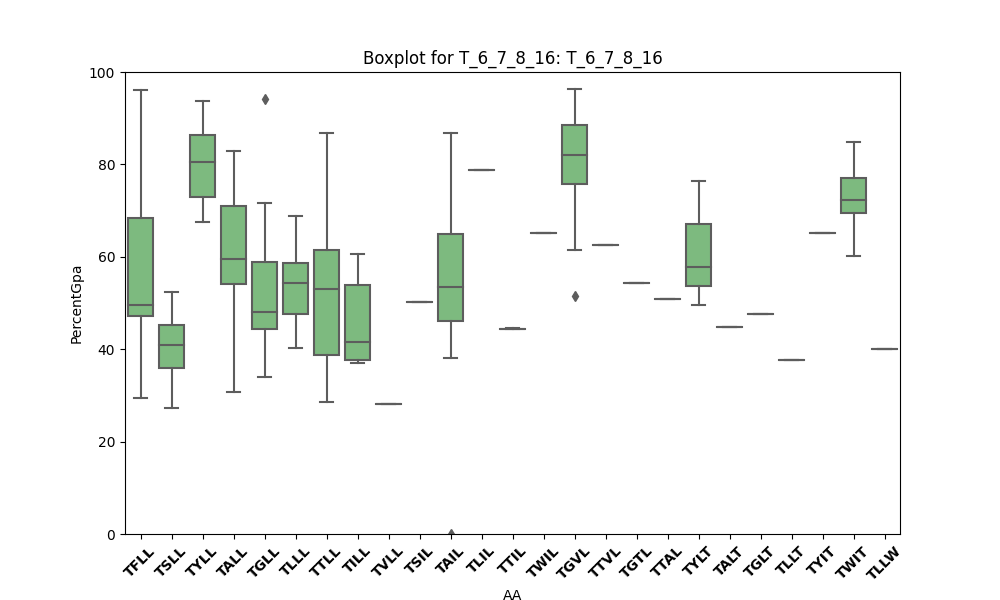 Boxplot for T_6_7_8_16: T_6_7_8_16
100
80
60
40
20
0
PercentGpa
TFLL TSLL TYLL TALL TGLL TLLL TTLL TILL TVLL TSIL TAIL TLIL TTIL TWIL TGVL TTVL TGTL TTAL TYLT TALT TGLT TLLT TYIT TWIT TLLW
AA